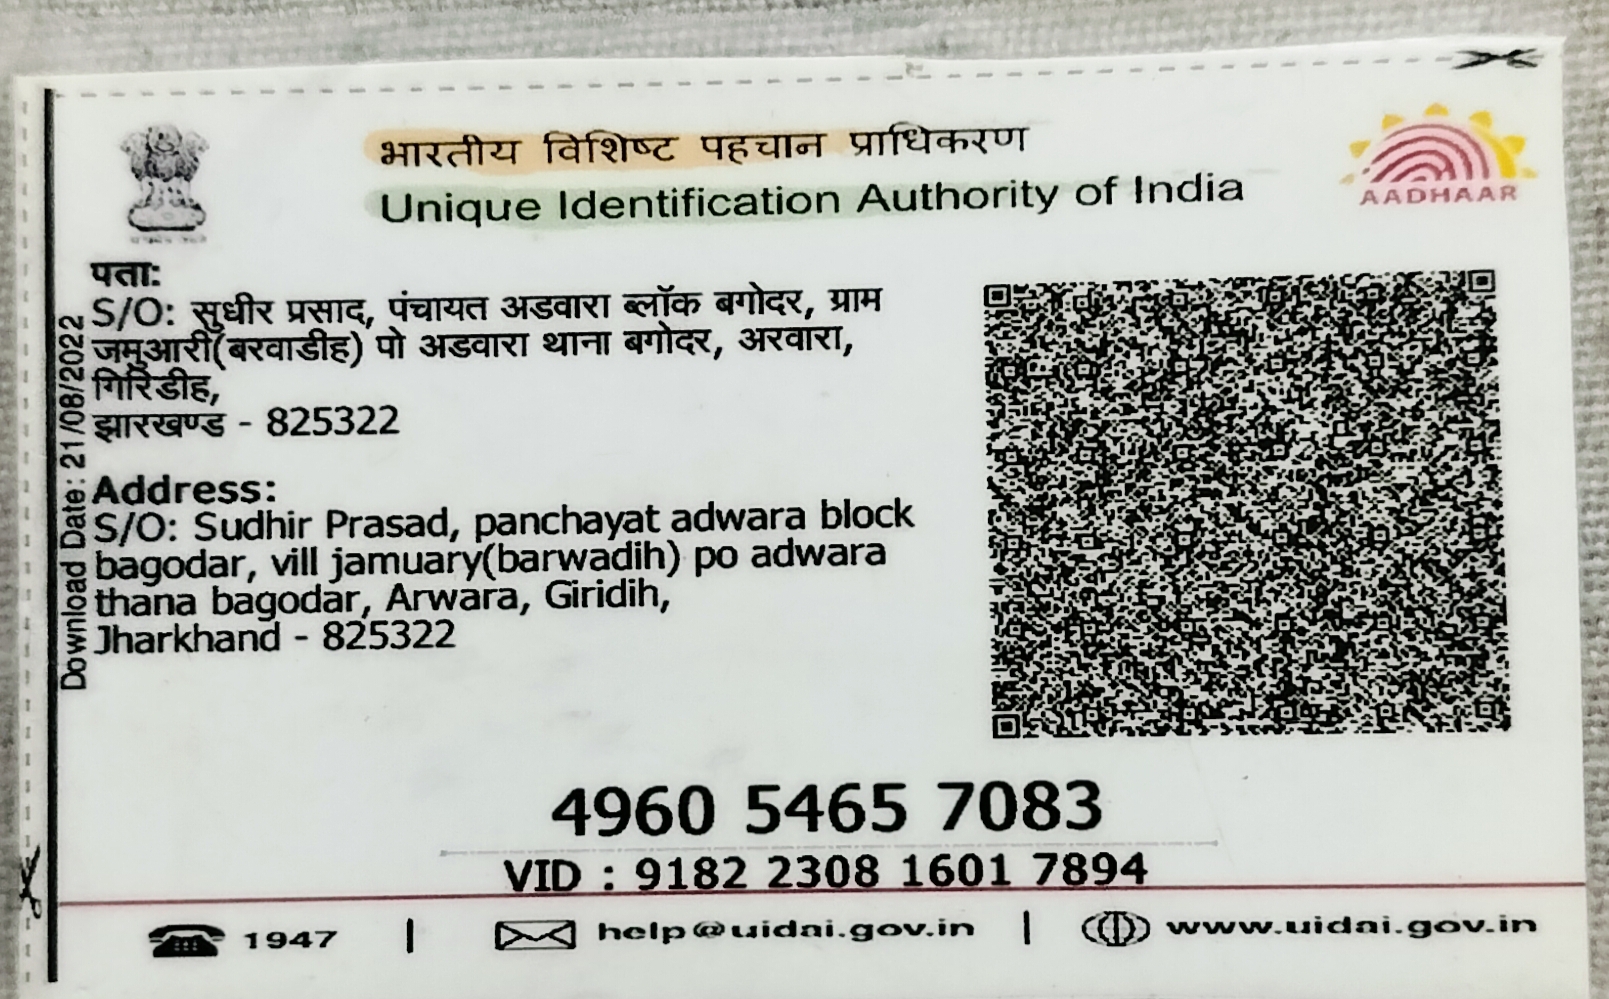 भारतीय विशिष्ट पहचान प्राधिकरण
Unique Identification Authority of India
AADHAAR
पता:
S/O: सुधीर प्रसाद, पंचायत अडवारा ब्लॉक बगोदर, ग्राम
जमुआरी(बरवाडीह) पो अडवारा थाना बगोदर, अरवारा,
गिरिडीह,
झारखण्ड - 825322
Address:
S/O: Sudhir Prasad, panchayat adwara block
bagodar, vill jamuary(barwadih) po adwara
thana bagodar, Arwara, Giridih,
Jharkhand - 825322
Download Date: 21/08/2022
4960 5465 7083
VID : 9182 2308 1601 7894
1947 | help@uidai.gov.in | www.uidai.gov.in